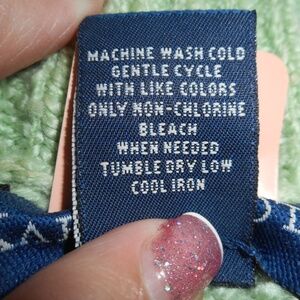 MACHINE WASH COLD
GENTLE CYCLE
WITH LIKE COLORS
ONLY NON-CHLORINE
BLEACH
WHEN NEEDED
TUMBLE DRY LOW
COOL IRON